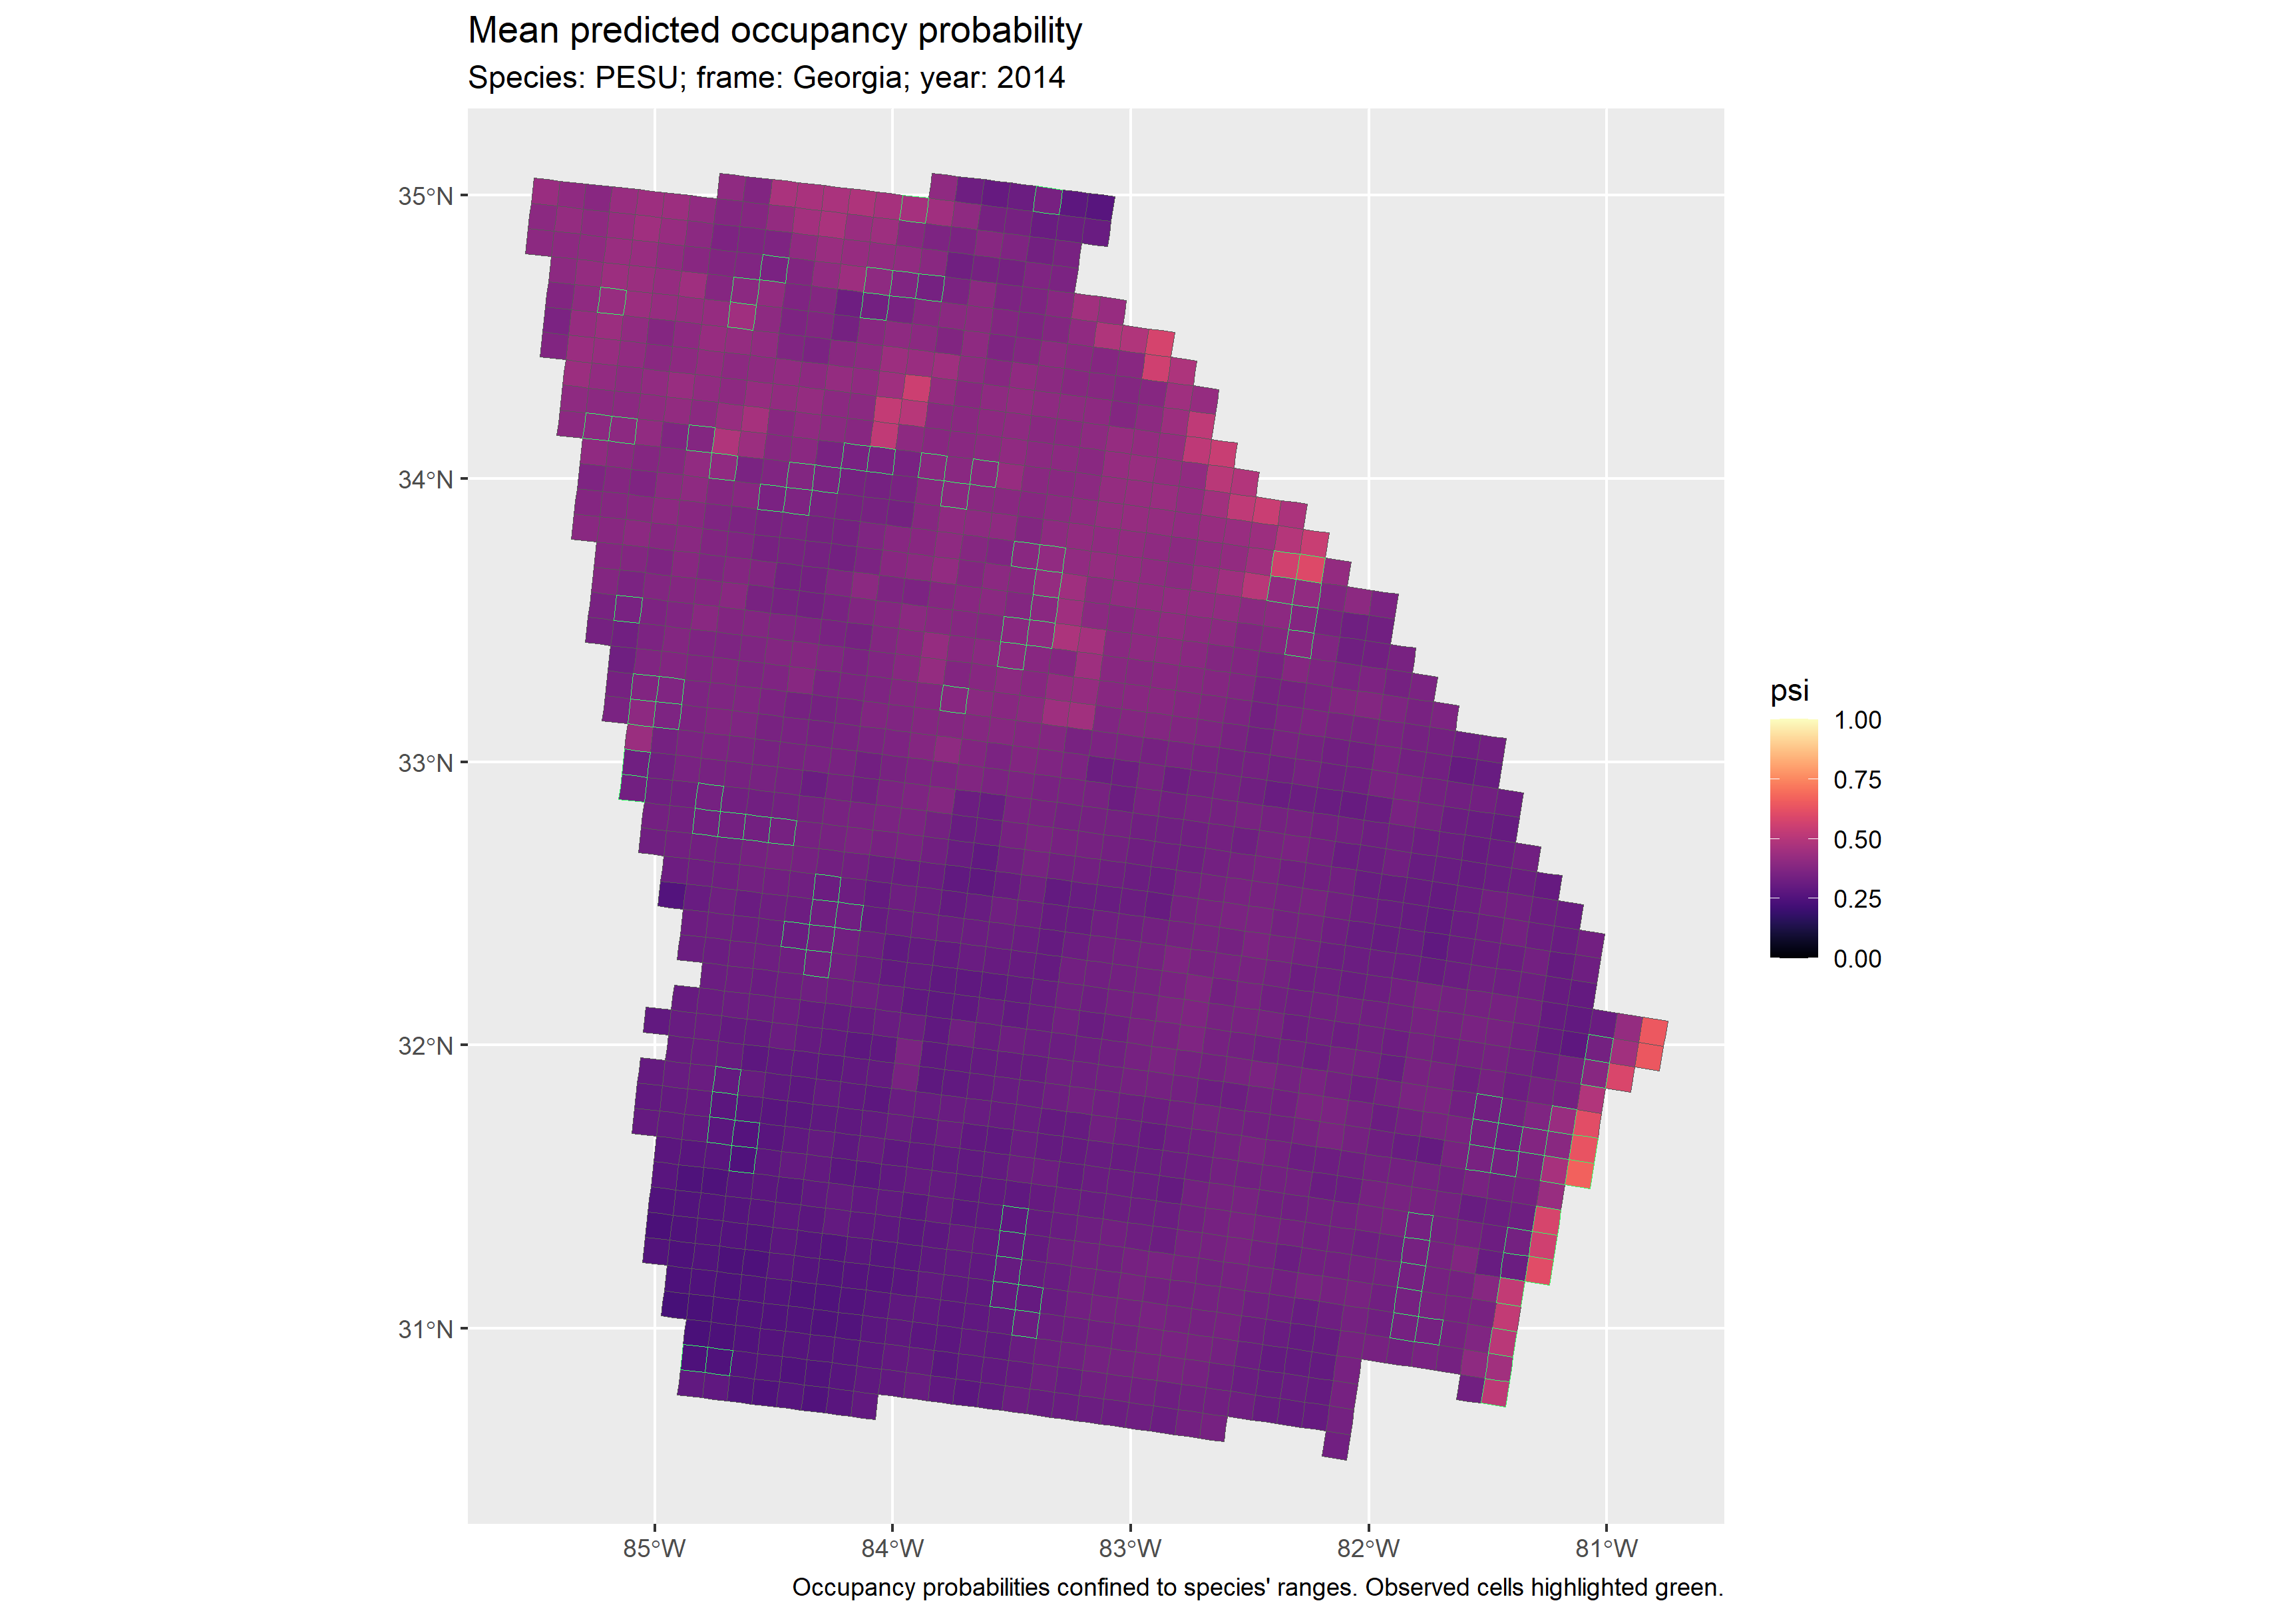 Mean predicted occupancy probability
Species: PESU; frame: Georgia; year: 2014
35°N
34°N
33°N
32°N
31°N
85°W
84°W
83°W
82°W
81°W
psi
1.00
0.75
0.50
0.25
0.00
Occupancy probabilities confined to species' ranges. Observed cells highlighted green.